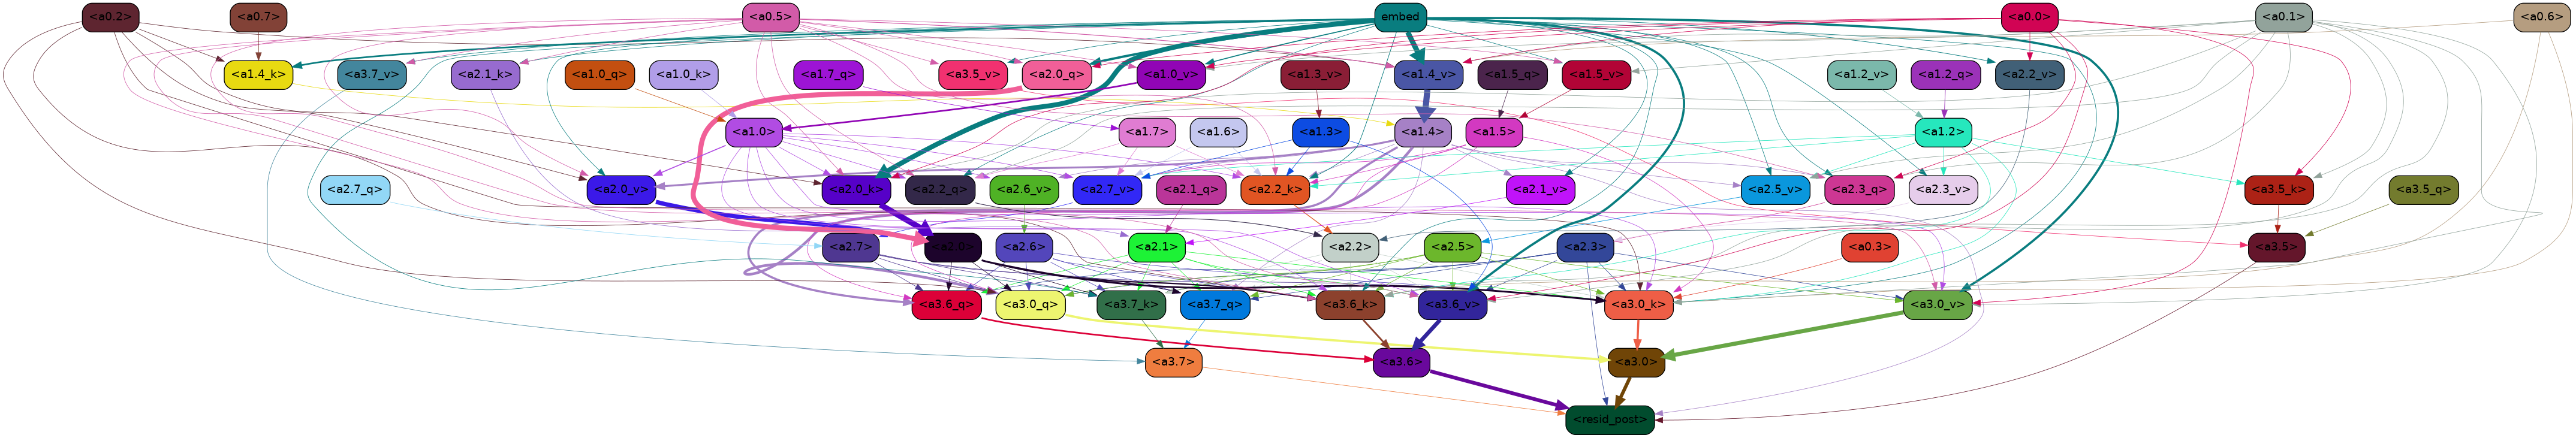 <a0.2> <a0.7> <a0.5> embed <a0.0> <a0.1> <a0.6>
<a1.4_k> <a3.7_v> <a2.1_k> <a1.0_q> <a1.0_k> <a1.7_q> <a3.5_v> <a2.0_q> <a1.0_v> <a1.3_v> <a1.4_v> <a1.5_q> <a1.5_v> <a1.2_v> <a1.2_q> <a2.2_v>
<a1.0> <a1.7> <a1.6> <a1.3> <a1.4> <a1.5> <a1.2>
<a2.7_q> <a2.0_v> <a2.0_k> <a2.2_q> <a2.6_v> <a2.7_v> <a2.1_q> <a2.2_k> <a2.1_v> <a2.5_v> <a2.3_q> <a2.3_v> <a3.5_k> <a3.5_q>
<a2.7> <a2.0> <a2.6> <a2.1> <a2.2> <a2.5> <a2.3> <a0.3> <a3.5>
<a3.6_q> <a3.0_q> <a3.7_k> <a3.7_q> <a3.6_k> <a3.6_v> <a3.0_k> <a3.0_v>
<a3.7> <a3.6> <a3.0>
<resid_post>